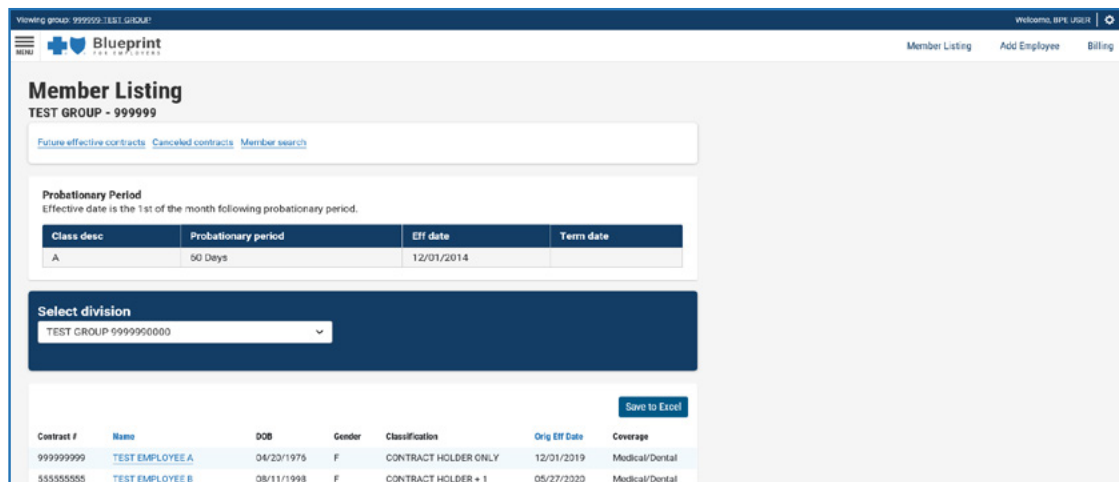 Viewing group: 999999-TEST GROUP Welcome, BPE USER
MENU Blueprint Member Listing Add Employee Billing
FOR EMPLOYERS
Member Listing
TEST GROUP - 999999
Future effective contracts Canceled contracts Member search
Probationary Period
Effective date is the 1st of the month following probationary period.
Class desc Probationary period Eff date Term date
A 60 Days 12/01/2014
Select division
TEST GROUP 9999990000
Save to Excel
Contract # Name DOB Gender Classification Orig Eff Date Coverage
999999999 TEST EMPLOYEE A 04/20/1976 F CONTRACT HOLDER ONLY 12/01/2019 Medical/Dental
555555555 TEST EMPLOYEE B 08/11/1998 F CONTRACT HOLDER + 1 05/27/2020 Medical/Dental